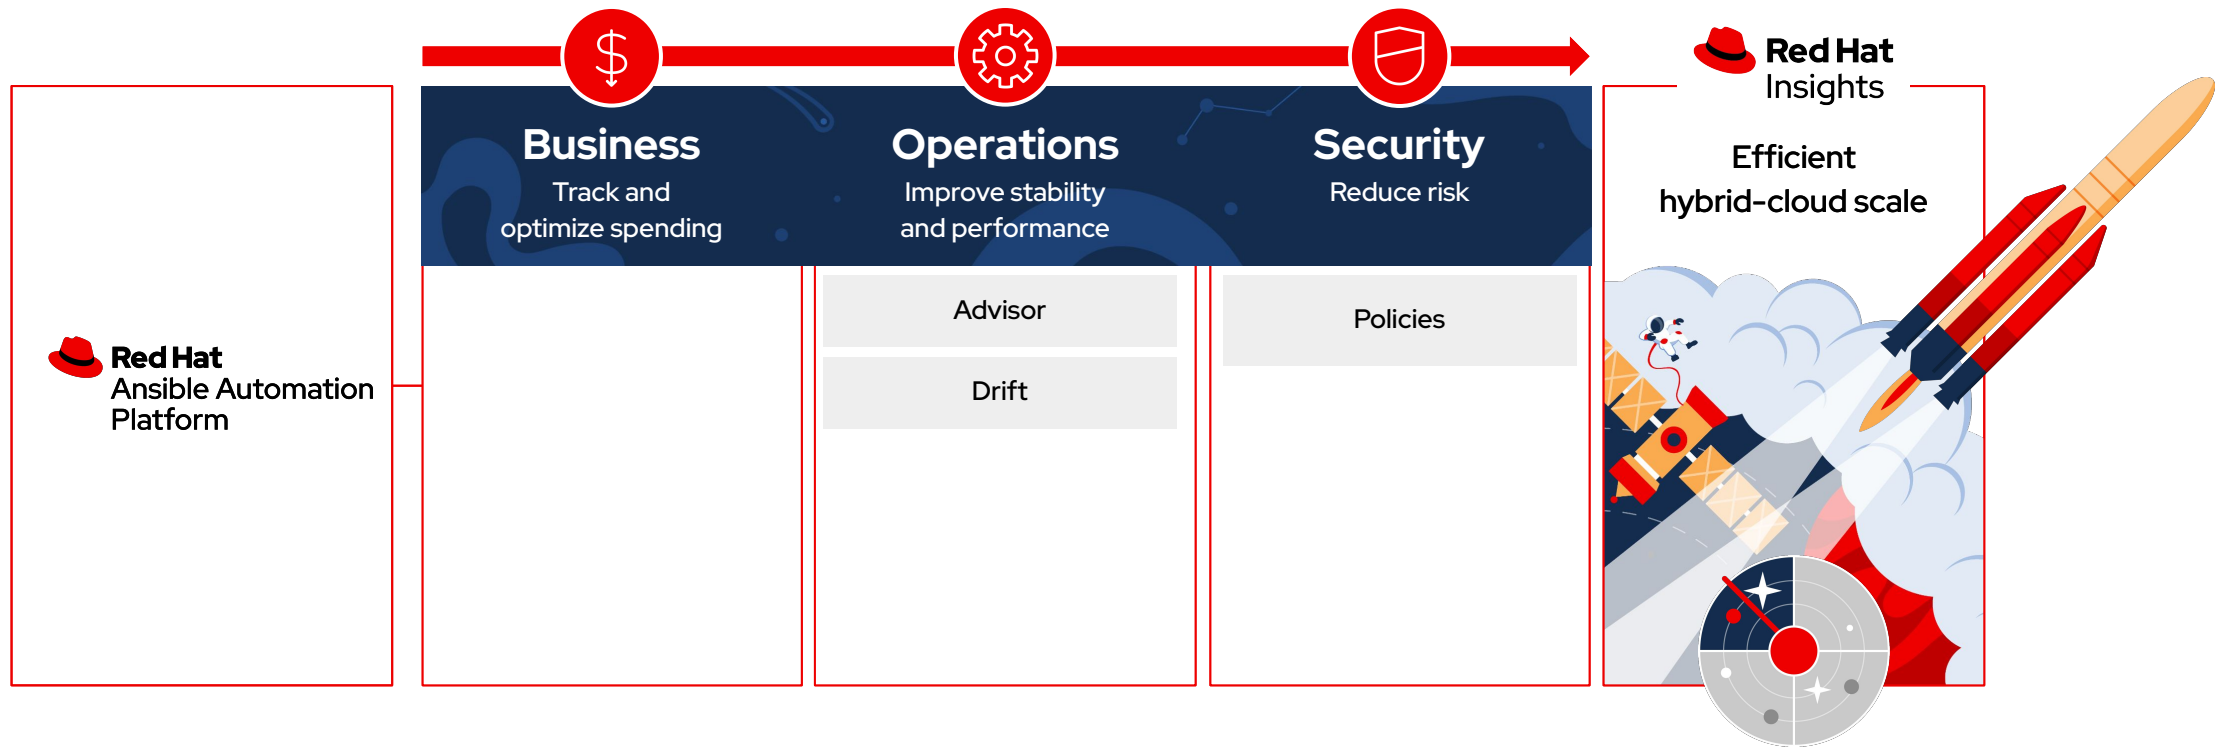 Red Hat
Ansible Automation
Platform
Business
Track and
optimize spending
Operations
Improve stability
and performance
Advisor
Drift
Security
Reduce risk
Policies
Red Hat
Insights
Efficient
hybrid-cloud scale